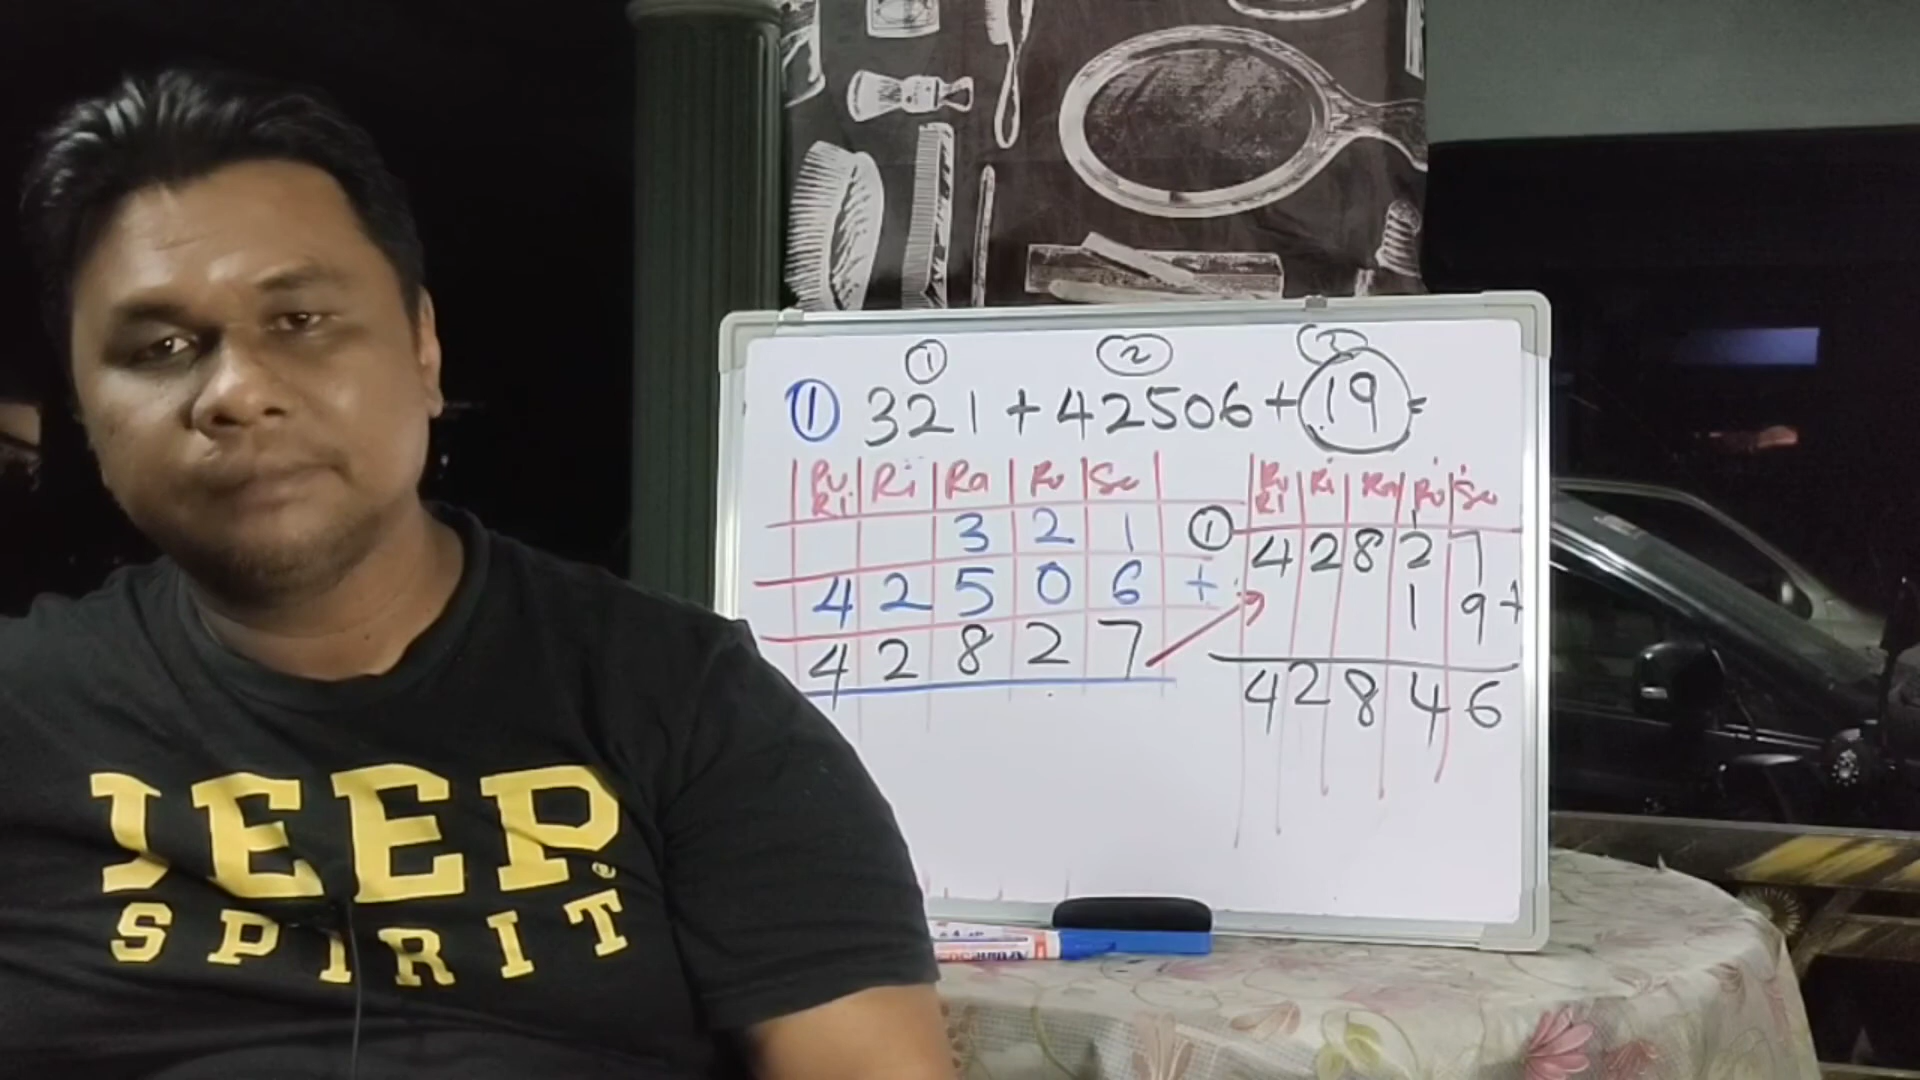 ① ② ③
① 321 + 42506 + 19 =
Pu Ri Ri Ra Pu Sa
3 2 1
4 2 5 0 6 +
4 2 8 2 7
Pu Ri Ri Ra Pu Sa
1
① 4 2 8 2 7
1 9 +
4 2 8 4 6
JEEP
SPIRIT